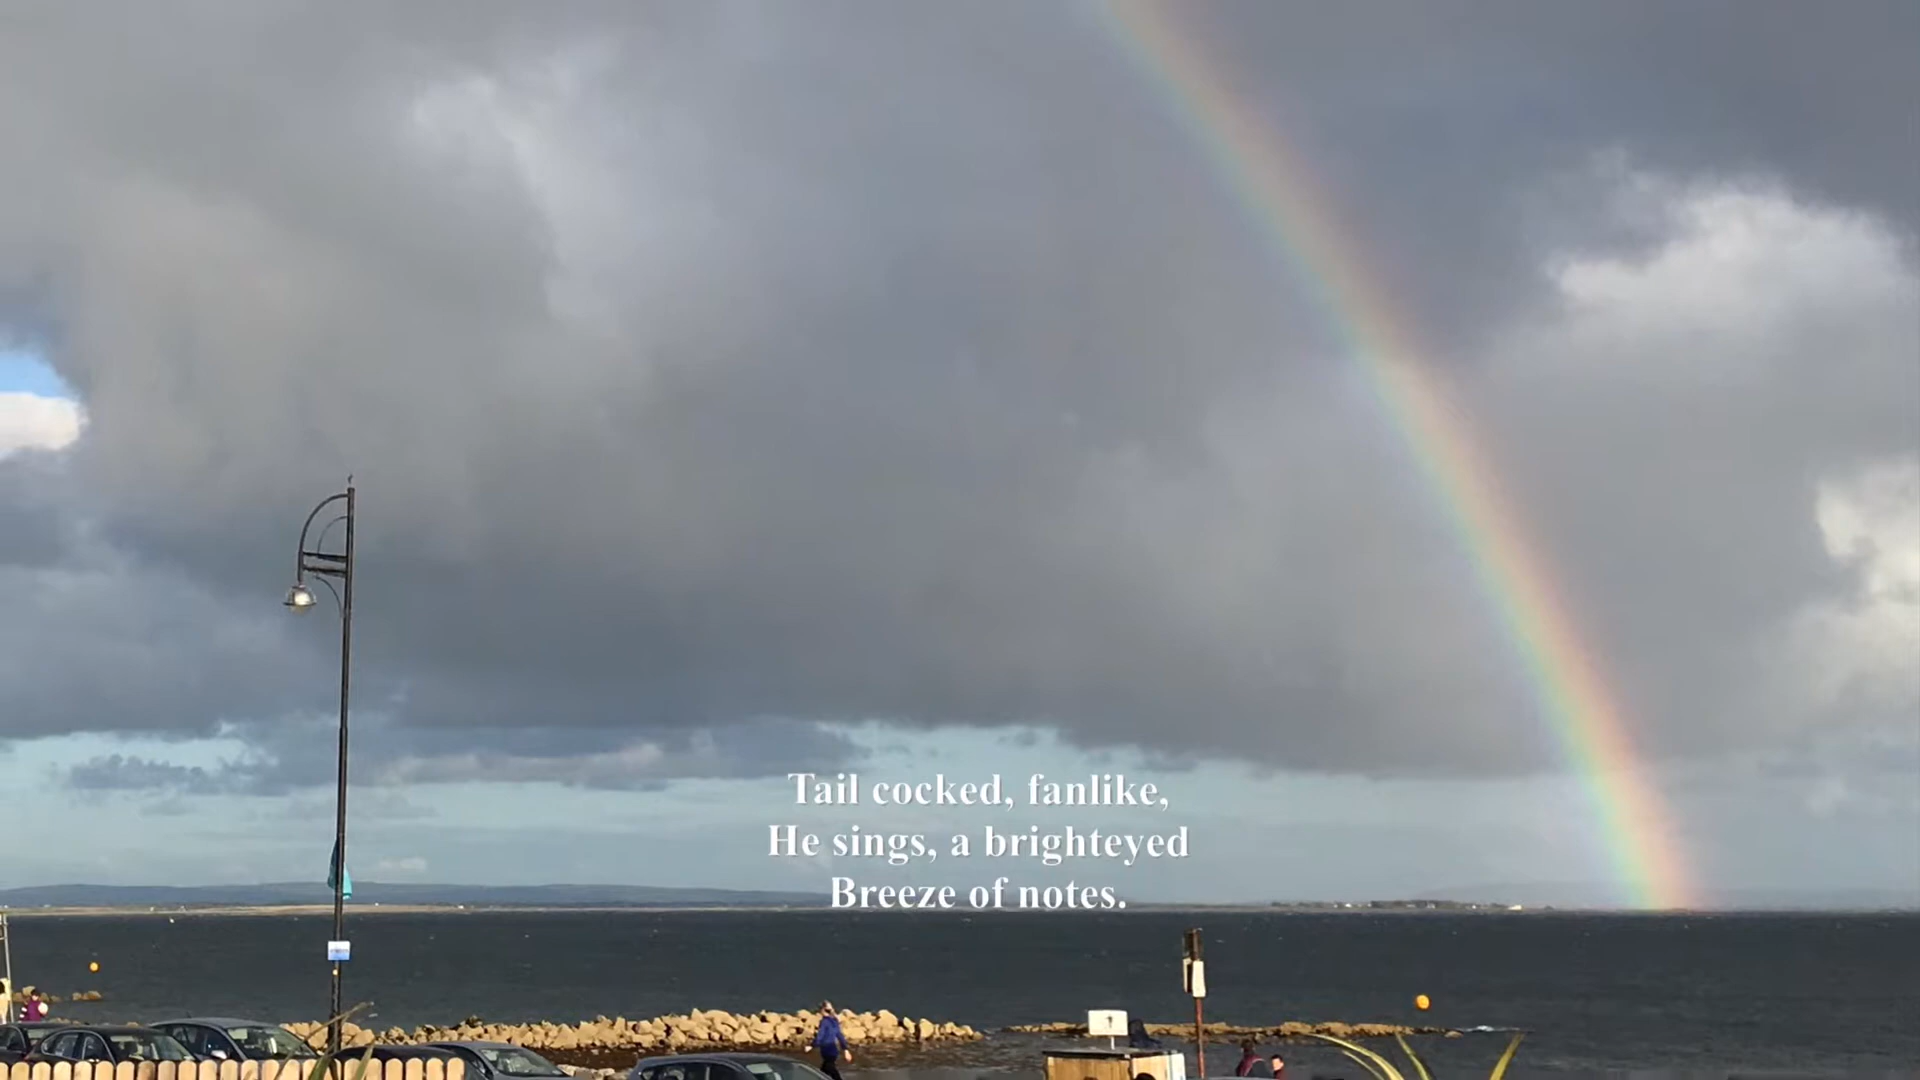 Tail cocked, fanlike,
He sings, a brighteyed
Breeze of notes.